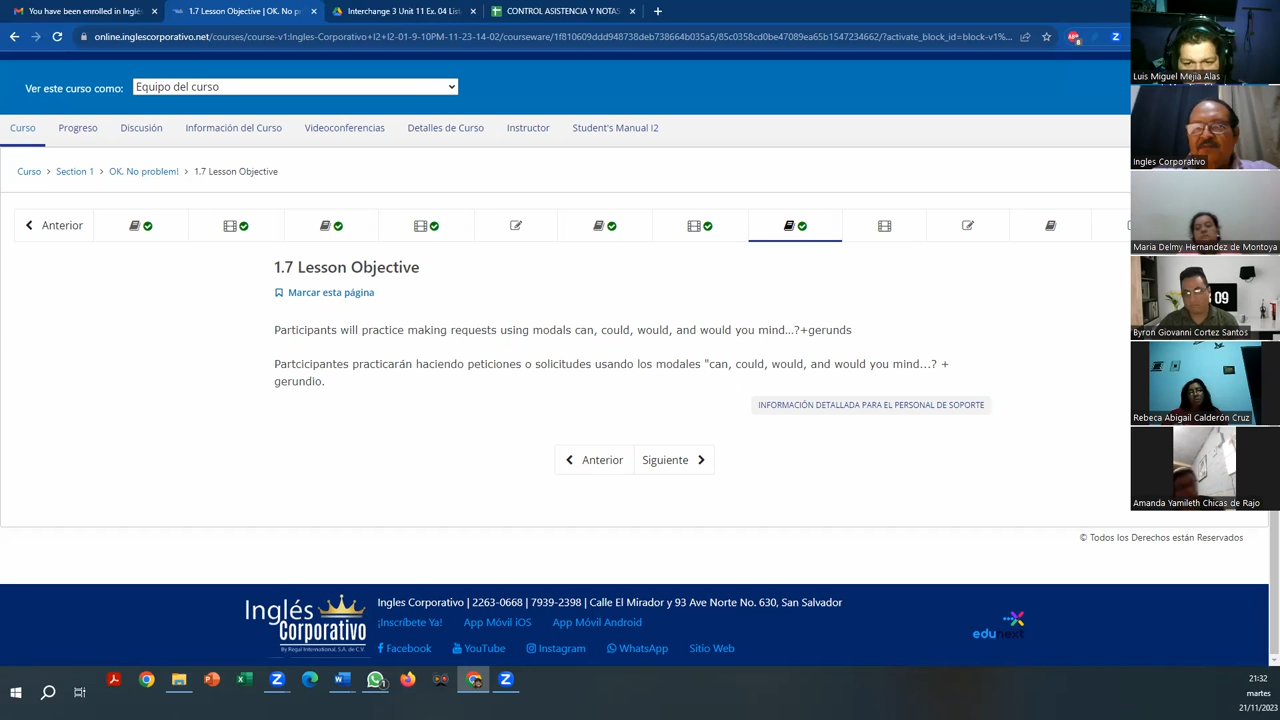 You have been enrolled in Inglé
1.7 Lesson Objective | OK. No p
Interchange 3 Unit 11 Ex. 04 List
CONTROL ASISTENCIA Y NOTAS
online.inglescorporativo.net/courses/course-v1:Ingles-Corporativo+I2+I2-01-9-10PM-11-23-14-02/courseware/1f810609ddd948738deb738664b035a5/85c0358cd0be47089ea65b1547234662/?activate_block_id=block-v1%...
Ver este curso como:
Equipo del curso
Curso
Progreso
Discusión
Información del Curso
Videoconferencias
Detalles de Curso
Instructor
Student's Manual I2
Curso > Section 1 > OK. No problem! > 1.7 Lesson Objective
Anterior
1.7 Lesson Objective
Marcar esta página
Participants will practice making requests using modals can, could, would, and would you mind...?+gerunds
Partcicipantes practicarán haciendo peticiones o solicitudes usando los modales "can, could, would, and would you mind...? +
gerundio.
INFORMACIÓN DETALLADA PARA EL PERSONAL DE SOPORTE
Anterior
Siguiente
© Todos los Derechos están Reservados
Inglés
Corporativo
By Regal International, S.A. de C.V.
Ingles Corporativo | 2263-0668 | 7939-2398 | Calle El Mirador y 93 Ave Norte No. 630, San Salvador
¡Inscríbete Ya!
App Móvil iOS
App Móvil Android
Facebook
YouTube
Instagram
WhatsApp
Sitio Web
edunext
Luis Miguel Mejia Alas
Ingles Corporativo
Maria Delmy Hernandez de Montoya
09
Byron Giovanni Cortez Santos
Rebeca Abigail Calderón Cruz
Amanda Yamileth Chicas de Rajo
21:32
martes
21/11/2023